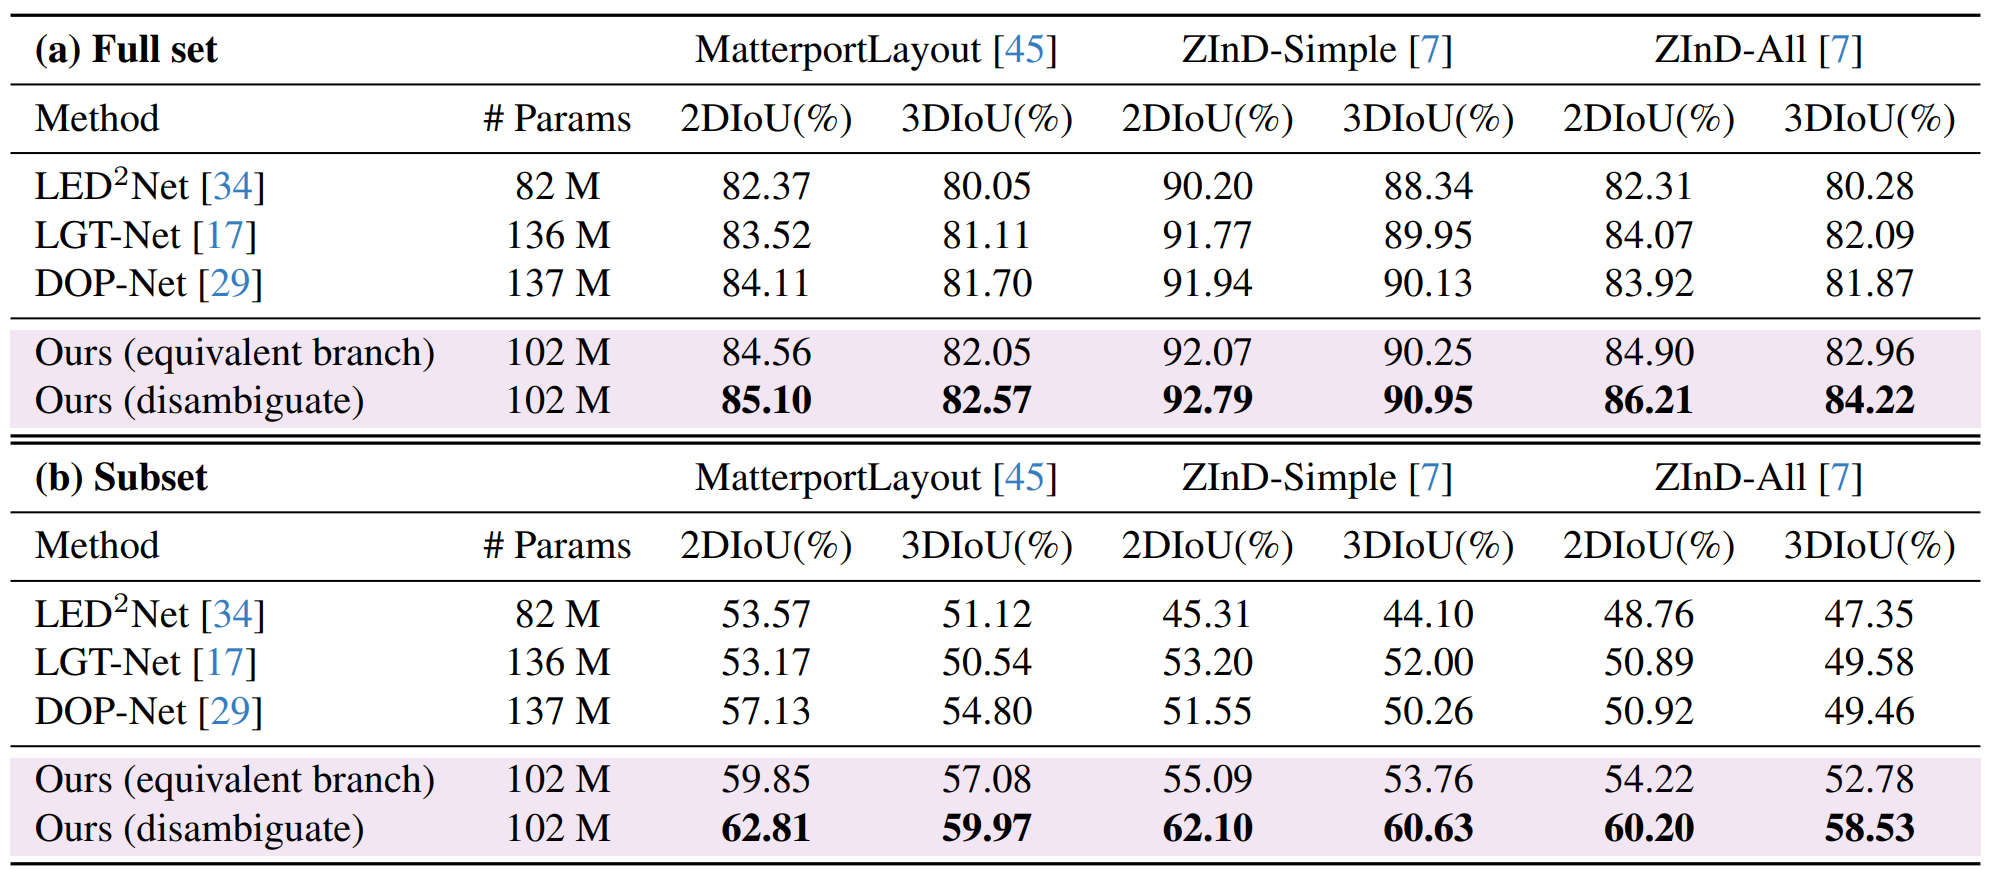 (a) Full set MatterportLayout [45] ZInD-Simple [7] ZInD-All [7]
Method # Params 2DIoU(%) 3DIoU(%) 2DIoU(%) 3DIoU(%) 2DIoU(%) 3DIoU(%)
LED²Net [34] 82 M 82.37 80.05 90.20 88.34 82.31 80.28
LGT-Net [17] 136 M 83.52 81.11 91.77 89.95 84.07 82.09
DOP-Net [29] 137 M 84.11 81.70 91.94 90.13 83.92 81.87
Ours (equivalent branch) 102 M 84.56 82.05 92.07 90.25 84.90 82.96
Ours (disambiguate) 102 M 85.10 82.57 92.79 90.95 86.21 84.22
(b) Subset MatterportLayout [45] ZInD-Simple [7] ZInD-All [7]
Method # Params 2DIoU(%) 3DIoU(%) 2DIoU(%) 3DIoU(%) 2DIoU(%) 3DIoU(%)
LED²Net [34] 82 M 53.57 51.12 45.31 44.10 48.76 47.35
LGT-Net [17] 136 M 53.17 50.54 53.20 52.00 50.89 49.58
DOP-Net [29] 137 M 57.13 54.80 51.55 50.26 50.92 49.46
Ours (equivalent branch) 102 M 59.85 57.08 55.09 53.76 54.22 52.78
Ours (disambiguate) 102 M 62.81 59.97 62.10 60.63 60.20 58.53